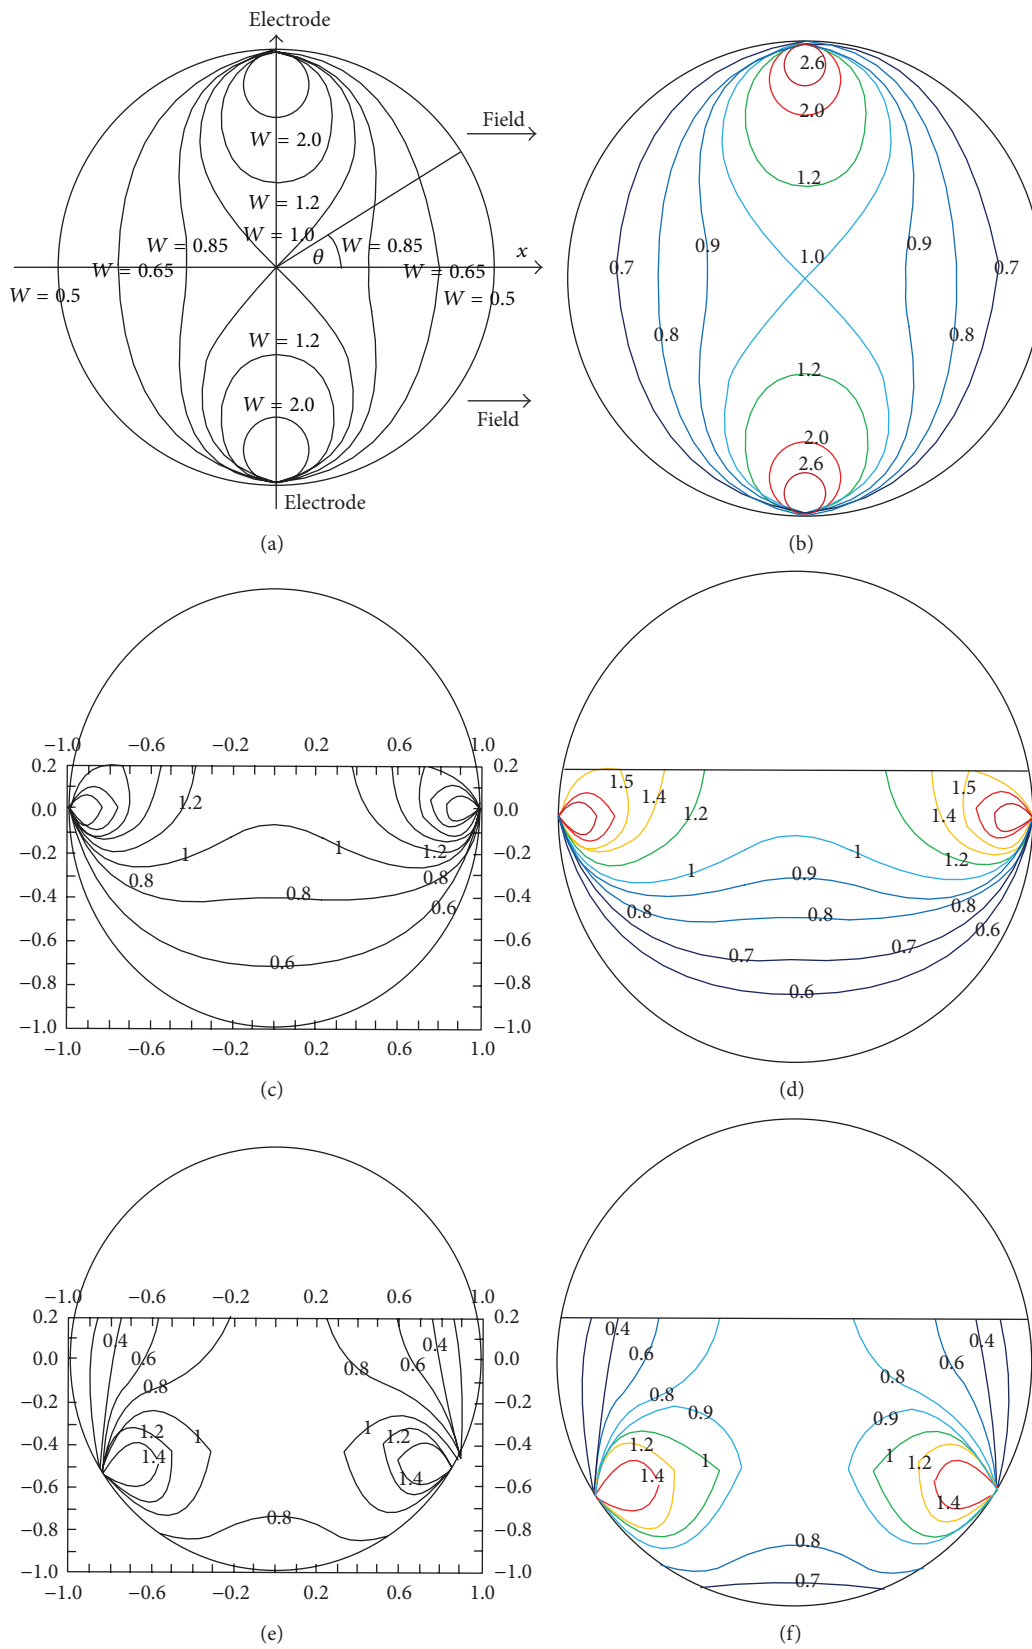 Electrode
Field
W = 2.0
W = 1.2
W = 1.0
W = 0.85
W = 0.85
θ
x
W = 0.65
W = 0.65
W = 0.5
W = 0.5
W = 1.2
W = 2.0
Field
Electrode
(a)
2.6
2.0
1.2
0.9
0.9
1.0
0.7
0.7
0.8
0.8
1.2
2.0
2.6
(b)
−1.0 −0.6 −0.2 0.2 0.6 1.0
0.2 0.2
0.0 1.2 0.0
−0.2 1 1 1.2 −0.2
−0.4 0.8 0.8 0.8 −0.4
0.6
−0.6 −0.6
0.6
−0.8 −0.8
−1.0 −1.0
−1.0 −0.6 −0.2 0.2 0.6 1.0
(c)
1.5 1.5
1.4 1.4
1.2 1.2
1 1
0.9
0.8 0.8 0.8
0.6
0.7 0.7
0.6
(d)
−1.0 −0.6 −0.2 0.2 0.6 1.0
0.2 0.2
0.4 0.4
0.0 0.6 0.6 0.0
−0.2 0.8 0.8 −0.2
−0.4 1.2 1 1 1.2 −0.4
1.4 1.4
−0.6 −0.6
−0.8 0.8 −0.8
−1.0 −1.0
−1.0 −0.6 −0.2 0.2 0.6 1.0
(e)
0.4 0.4
0.6 0.6
0.8 0.8
0.9 0.9
1.2 1 1 1.2
1.4 1.4
0.8
0.7
(f)